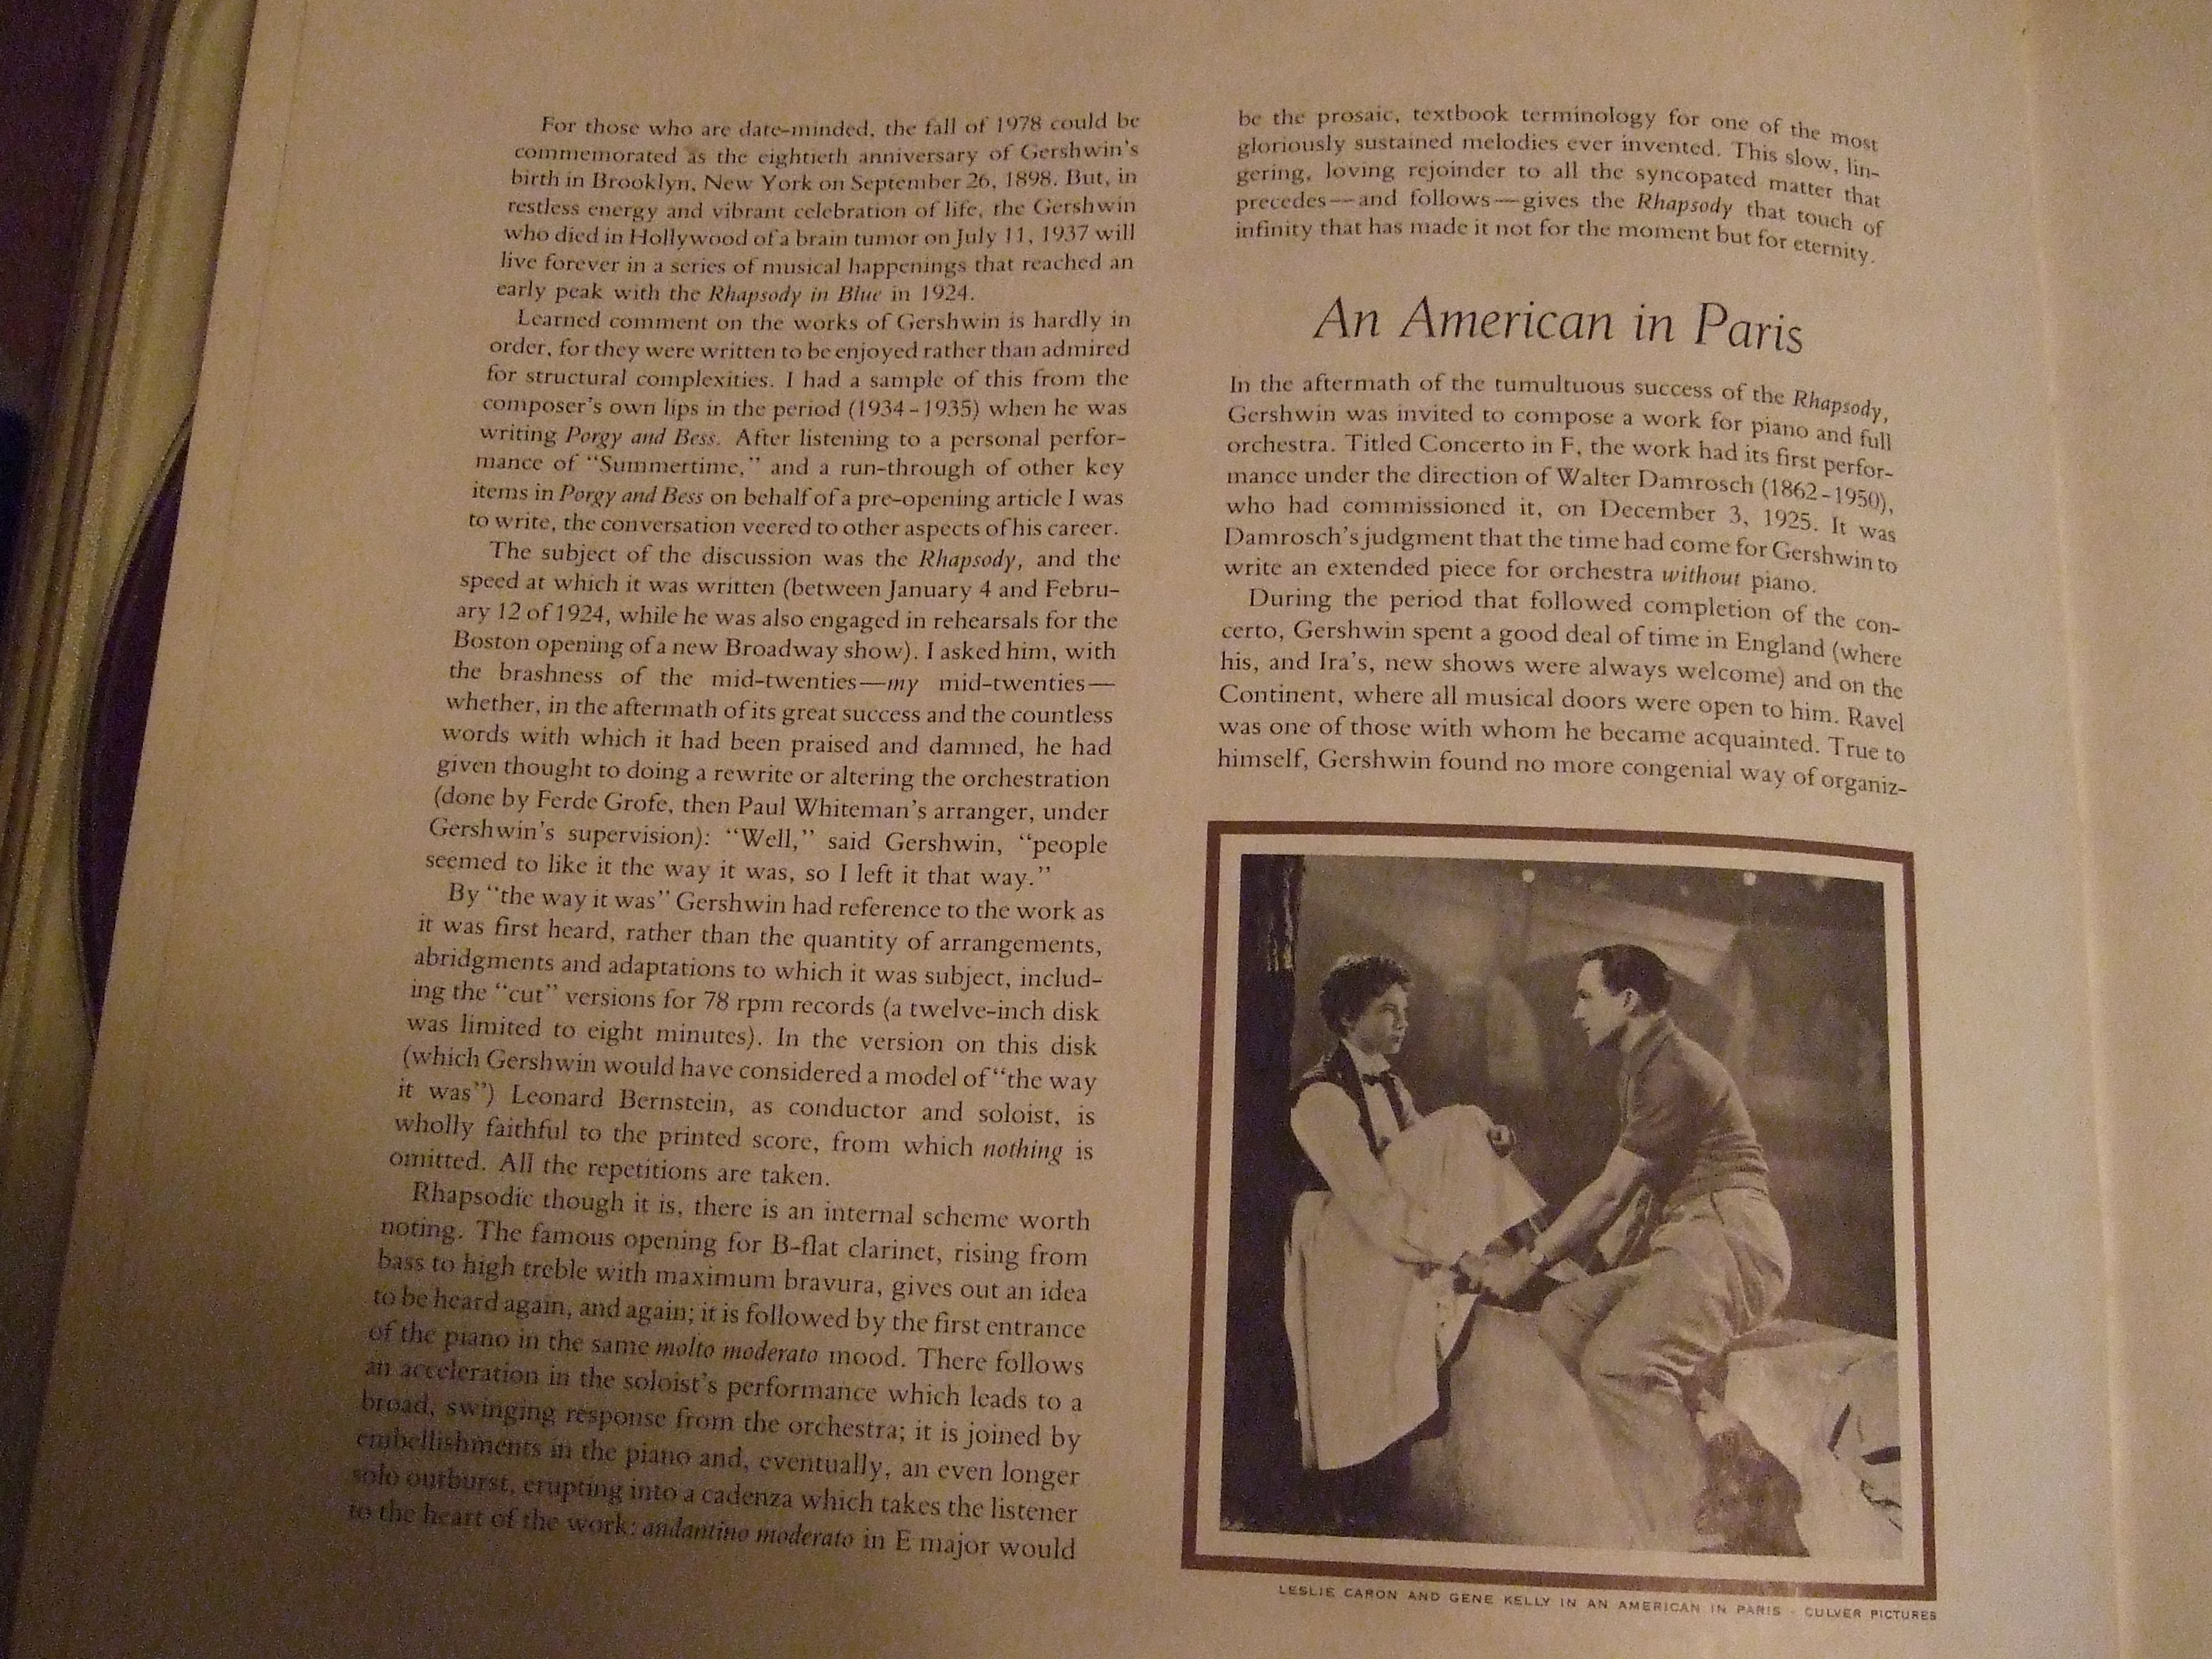 For those who are date-minded, the fall of 1978 could be
commemorated as the eightieth anniversary of Gershwin's
birth in Brooklyn, New York on September 26, 1898. But, in
restless energy and vibrant celebration of life, the Gershwin
who died in Hollywood of a brain tumor on July 11, 1937 will
live forever in a series of musical happenings that reached an
early peak with the Rhapsody in Blue in 1924.
Learned comment on the works of Gershwin is hardly in
order, for they were written to be enjoyed rather than admired
for structural complexities. I had a sample of this from the
composer's own lips in the period (1934-1935) when he was
writing Porgy and Bess. After listening to a personal perfor-
mance of "Summertime," and a run-through of other key
items in Porgy and Bess on behalf of a pre-opening article I was
to write, the conversation veered to other aspects of his career.
The subject of the discussion was the Rhapsody, and the
speed at which it was written (between January 4 and Febru-
ary 12 of 1924, while he was also engaged in rehearsals for the
Boston opening of a new Broadway show). I asked him, with
the brashness of the mid-twenties—my mid-twenties—
whether, in the aftermath of its great success and the countless
words with which it had been praised and damned, he had
given thought to doing a rewrite or altering the orchestration
(done by Ferde Grofe, then Paul Whiteman's arranger, under
Gershwin's supervision): "Well," said Gershwin, "people
seemed to like it the way it was, so I left it that way."
By "the way it was" Gershwin had reference to the work as
it was first heard, rather than the quantity of arrangements,
abridgments and adaptations to which it was subject, includ-
ing the "cut" versions for 78 rpm records (a twelve-inch disk
was limited to eight minutes). In the version on this disk
(which Gershwin would have considered a model of "the way
it was") Leonard Bernstein, as conductor and soloist, is
wholly faithful to the printed score, from which nothing is
omitted. All the repetitions are taken.
Rhapsodic though it is, there is an internal scheme worth
noting. The famous opening for B-flat clarinet, rising from
bass to high treble with maximum bravura, gives out an idea
to be heard again, and again; it is followed by the first entrance
of the piano in the same molto moderato mood. There follows
an acceleration in the soloist's performance which leads to a
broad, swinging response from the orchestra; it is joined by
embellishments in the piano and, eventually, an even longer
solo outburst, erupting into a cadenza which takes the listener
to the heart of the work: andantino moderato in E major would
be the prosaic, textbook terminology for one of the most
gloriously sustained melodies ever invented. This slow, lin-
gering, loving rejoinder to all the syncopated matter that
precedes—and follows—gives the Rhapsody that touch of
infinity that has made it not for the moment but for eternity.
An American in Paris
In the aftermath of the tumultuous success of the Rhapsody,
Gershwin was invited to compose a work for piano and full
orchestra. Titled Concerto in F, the work had its first perfor-
mance under the direction of Walter Damrosch (1862-1950),
who had commissioned it, on December 3, 1925. It was
Damrosch's judgment that the time had come for Gershwin to
write an extended piece for orchestra without piano.
During the period that followed completion of the con-
certo, Gershwin spent a good deal of time in England (where
his, and Ira's, new shows were always welcome) and on the
Continent, where all musical doors were open to him. Ravel
was one of those with whom he became acquainted. True to
himself, Gershwin found no more congenial way of organiz-
LESLIE CARON AND GENE KELLY IN AN AMERICAN IN PARIS · CULVER PICTURES